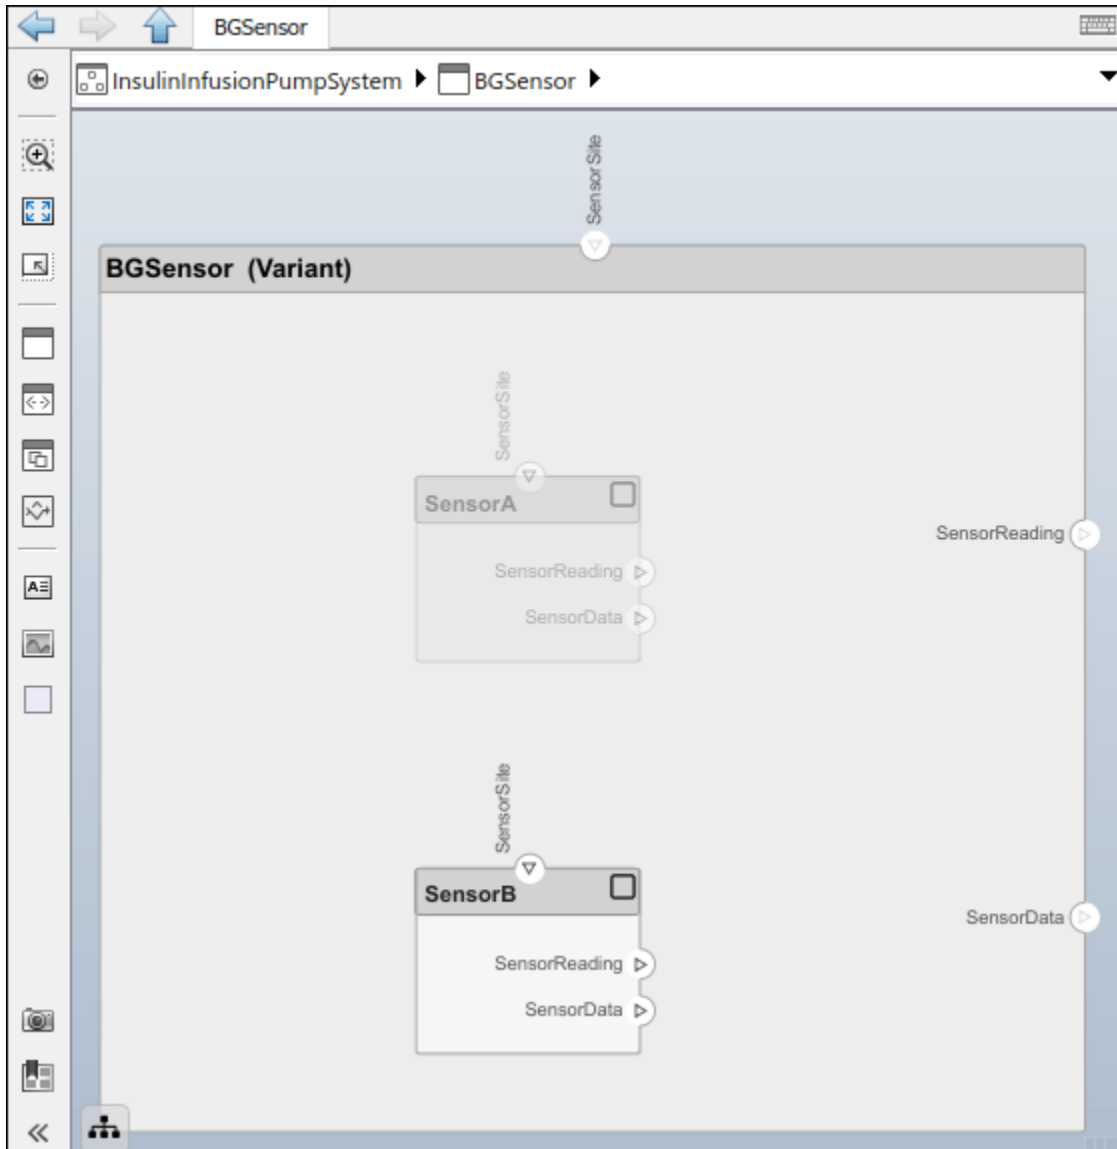 BGSensor
InsulinInfusionPumpSystem BGSensor
SensorSite
BGSensor (Variant)
SensorSite
SensorA
SensorReading
SensorReading
SensorData
SensorSite
SensorB
SensorData
SensorReading
SensorData